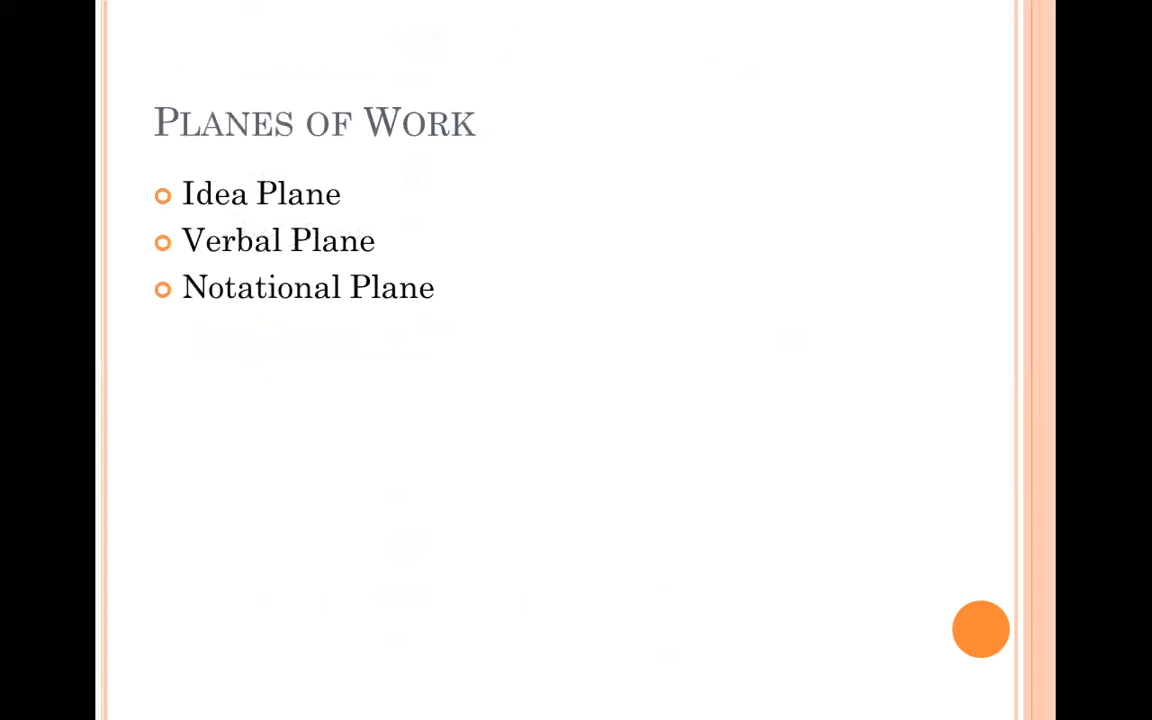 Planes of Work
Idea Plane
Verbal Plane
Notational Plane